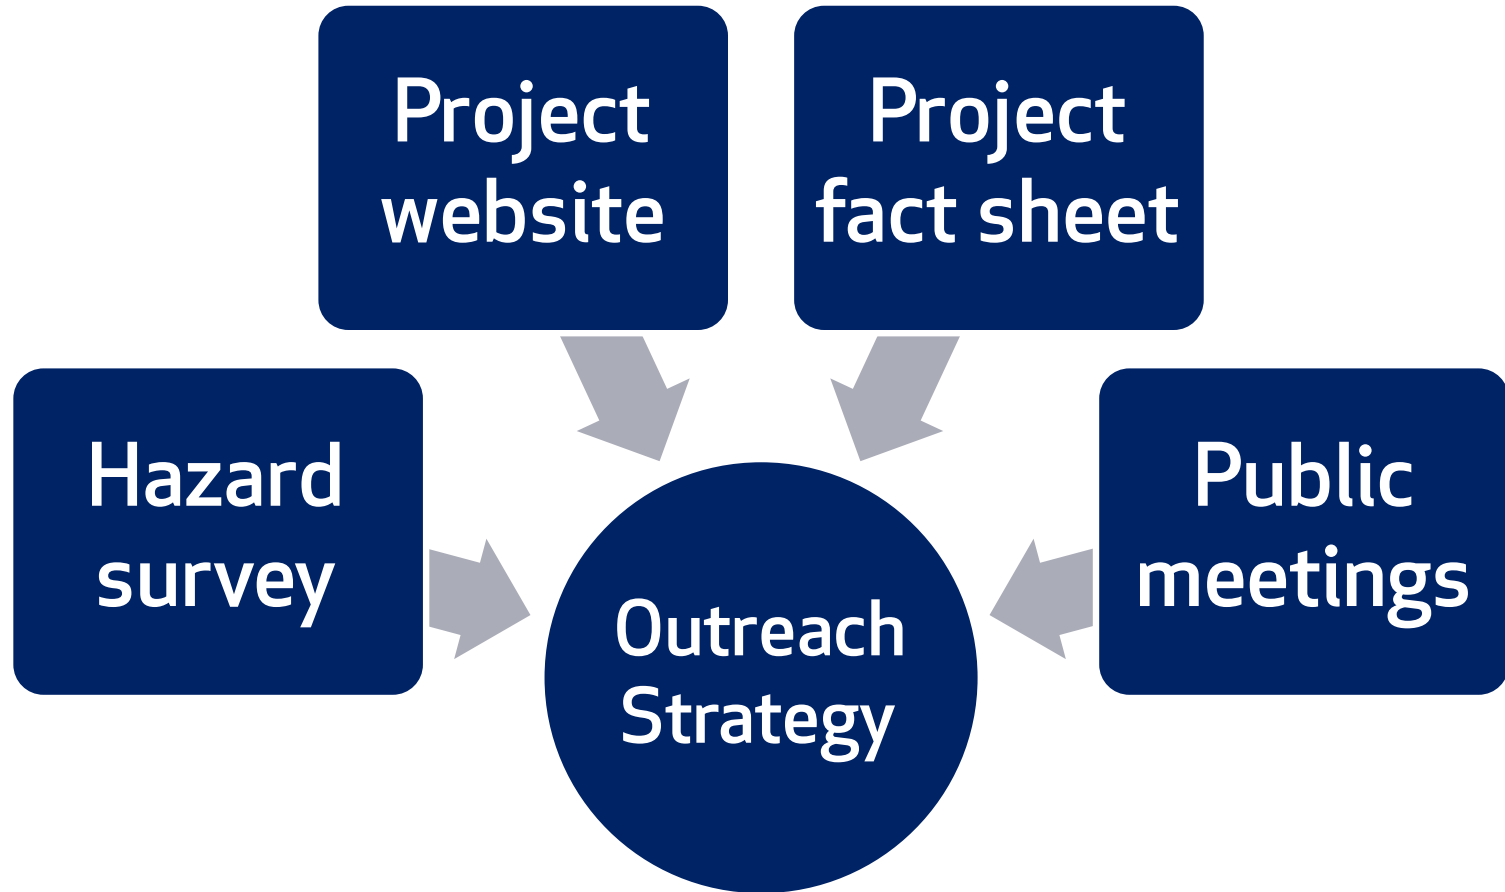 Project
website
Project
fact sheet
Hazard
survey
Public
meetings
Outreach
Strategy